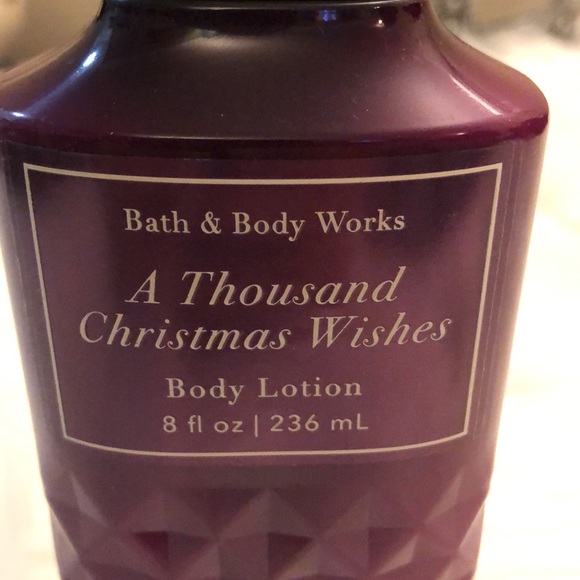 Bath & Body Works
A Thousand
Christmas Wishes
Body Lotion
8 fl oz | 236 mL